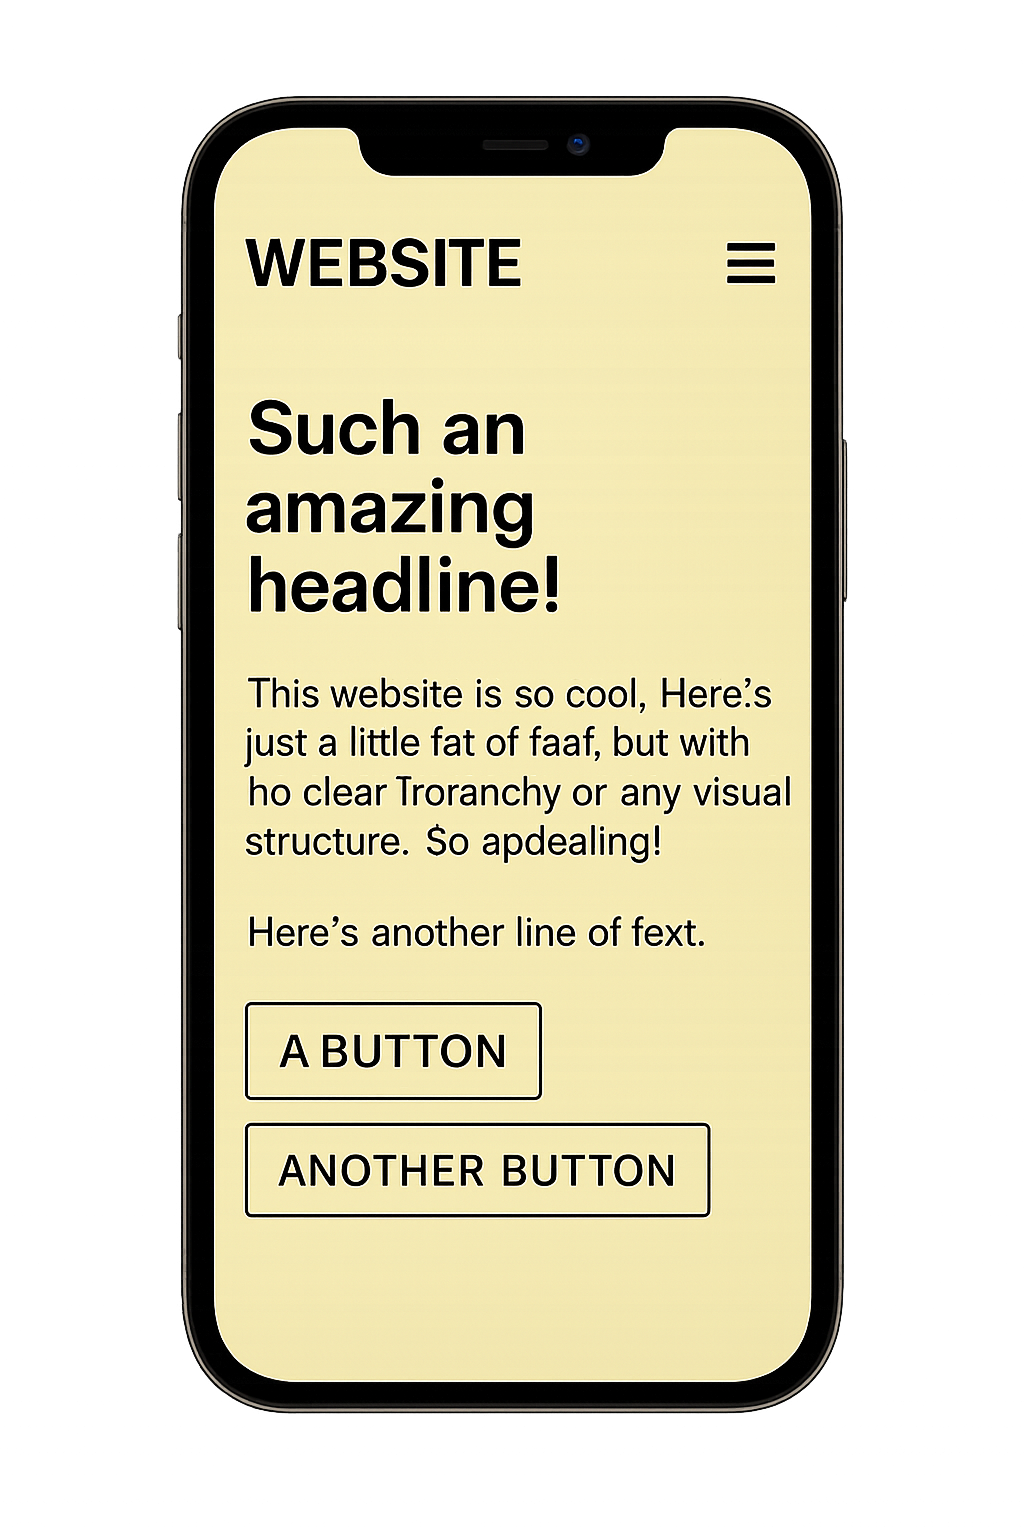 WEBSITE
Such an
amazing
headline!
This website is so cool, Here.’s
just a little fat of faaf, but with
ho clear Troranchy or any visual
structure. So apdealing!
Here’s another line of fext.
A BUTTON
ANOTHER BUTTON